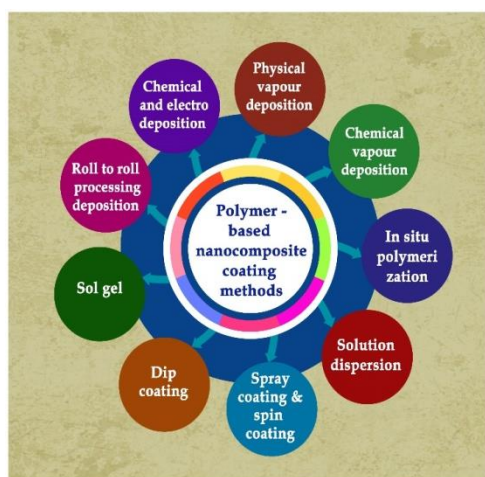 Polymer -
based
nanocomposite
coating
methods
Physical
vapour
deposition
Chemical
vapour
deposition
In situ
polymeri
zation
Solution
dispersion
Spray
coating &
spin
coating
Dip
coating
Sol gel
Roll to roll
processing
deposition
Chemical
and electro
deposition